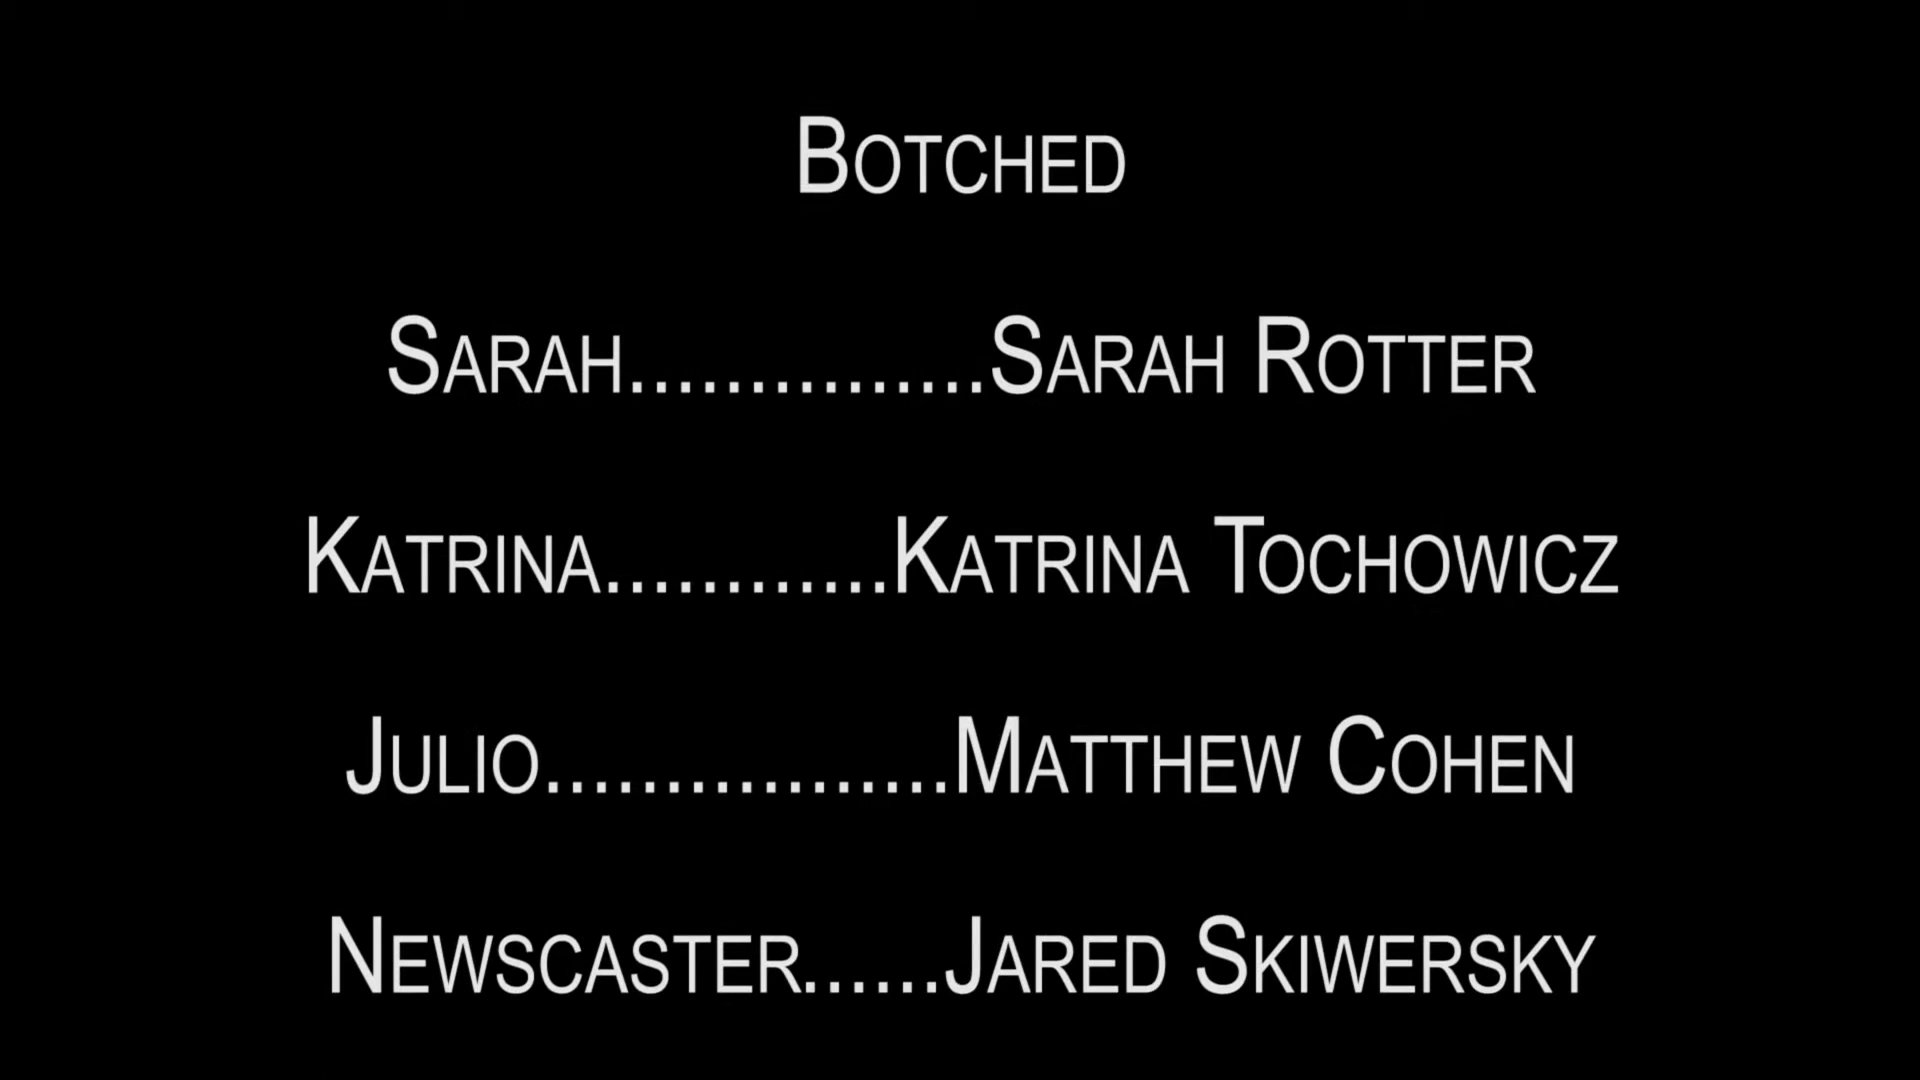 Botched
Sarah...............Sarah Rotter
Katrina............Katrina Tochowicz
Julio.................Matthew Cohen
Newscaster......Jared Skiwersky